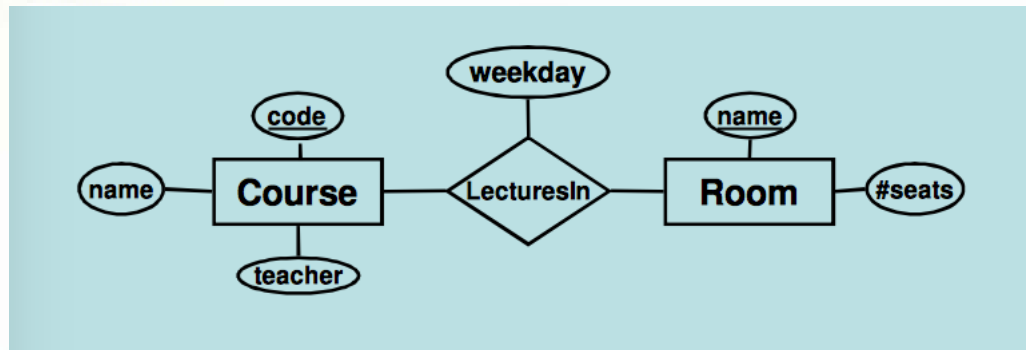 weekday
code
name
name
Course
LecturesIn
Room
#seats
teacher